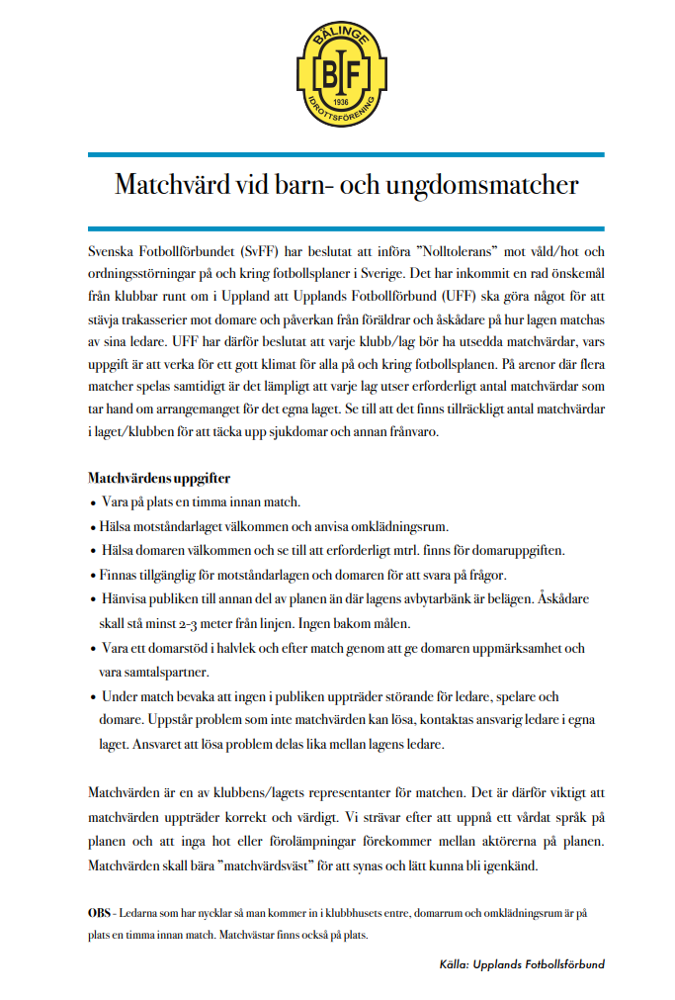 BÄLINGE
BIF
1936
IDROTTSFÖRENING
Matchvärd vid barn- och ungdomsmatcher
Svenska Fotbollförbundet (SvFF) har beslutat att införa ”Nolltolerans” mot våld/hot och
ordningsstörningar på och kring fotbollsplaner i Sverige. Det har inkommit en rad önskemål
från klubbar runt om i Uppland att Upplands Fotbollförbund (UFF) ska göra något för att
stävja trakasserier mot domare och påverkan från föräldrar och åskådare på hur lagen matchas
av sina ledare. UFF har därför beslutat att varje klubb/lag bör ha utsedda matchvärdar, vars
uppgift är att verka för ett gott klimat för alla på och kring fotbollsplanen. På arenor där flera
matcher spelas samtidigt är det lämpligt att varje lag utser erforderligt antal matchvärdar som
tar hand om arrangemanget för det egna laget. Se till att det finns tillräckligt antal matchvärdar
i laget/klubben för att täcka upp sjukdomar och annan frånvaro.
Matchvärdens uppgifter
• Vara på plats en timma innan match.
• Hälsa motståndarlaget välkommen och anvisa omklädningsrum.
• Hälsa domaren välkommen och se till att erforderligt mtrl. finns för domaruppgiften.
• Finnas tillgänglig för motståndarlagen och domaren för att svara på frågor.
• Hänvisa publiken till annan del av planen än där lagens avbytarbänk är belägen. Åskådare
skall stå minst 2-3 meter från linjen. Ingen bakom målen.
• Vara ett domarstöd i halvlek och efter match genom att ge domaren uppmärksamhet och
vara samtalspartner.
• Under match bevaka att ingen i publiken uppträder störande för ledare, spelare och
domare. Uppstår problem som inte matchvärden kan lösa, kontaktas ansvarig ledare i egna
laget. Ansvaret att lösa problem delas lika mellan lagens ledare.
Matchvärden är en av klubbens/lagets representanter för matchen. Det är därför viktigt att
matchvärden uppträder korrekt och värdigt. Vi strävar efter att uppnå ett vårdat språk på
planen och att inga hot eller förolämpningar förekommer mellan aktörerna på planen.
Matchvärden skall bära ”matchvärdsväst” för att synas och lätt kunna bli igenkänd.
OBS - Ledarna som har nycklar så man kommer in i klubbhusets entre, domarrum och omklädningsrum är på
plats en timma innan match. Matchvästar finns också på plats.
Källa: Upplands Fotbollsförbund